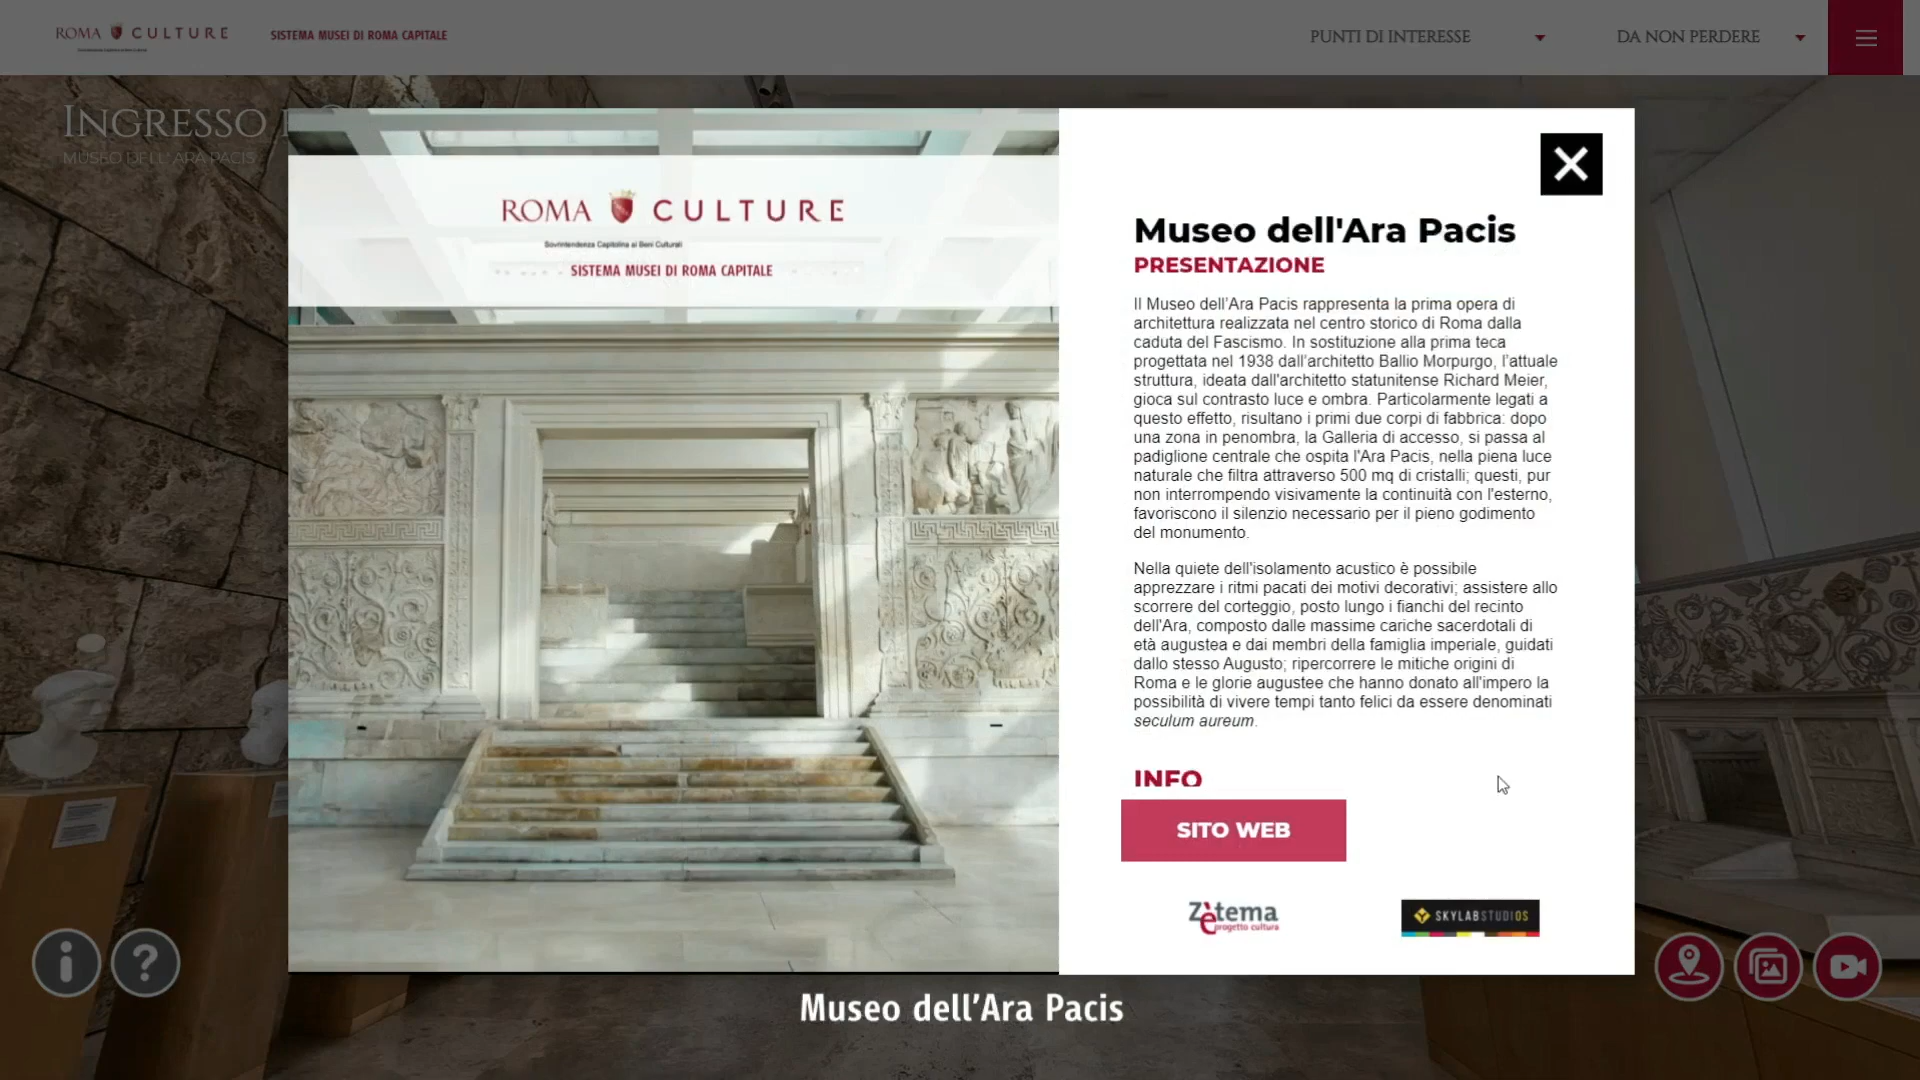 ROMA CULTURE
SISTEMA MUSEI DI ROMA CAPITALE
PUNTI DI INTERESSE
DA NON PERDERE
INGRESSO
MUSEO DELL'ARA PACIS
ROMA CULTURE
Sovrintendenza Capitolina ai Beni Culturali
SISTEMA MUSEI DI ROMA CAPITALE
Museo dell'Ara Pacis
PRESENTAZIONE
Il Museo dell’Ara Pacis rappresenta la prima opera di
architettura realizzata nel centro storico di Roma dalla
caduta del Fascismo. In sostituzione alla prima teca
progettata nel 1938 dall’architetto Ballio Morpurgo, l’attuale
struttura, ideata dall'architetto statunitense Richard Meier,
gioca sul contrasto luce e ombra. Particolarmente legati a
questo effetto, risultano i primi due corpi di fabbrica: dopo
una zona in penombra, la Galleria di accesso, si passa al
padiglione centrale che ospita l'Ara Pacis, nella piena luce
naturale che filtra attraverso 500 mq di cristalli; questi, pur
non interrompendo visivamente la continuità con l'esterno,
favoriscono il silenzio necessario per il pieno godimento
del monumento.
Nella quiete dell'isolamento acustico è possibile
apprezzare i ritmi pacati dei motivi decorativi; assistere allo
scorrere del corteggio, posto lungo i fianchi del recinto
dell'Ara, composto dalle massime cariche sacerdotali di
età augustea e dai membri della famiglia imperiale, guidati
dallo stesso Augusto; ripercorrere le mitiche origini di
Roma e le glorie augustee che hanno donato all'impero la
possibilità di vivere tempi tanto felici da essere denominati
seculum aureum.
INFO
SITO WEB
Zètema
progetto cultura
SKYLABSTUDIOS
Museo dell’Ara Pacis